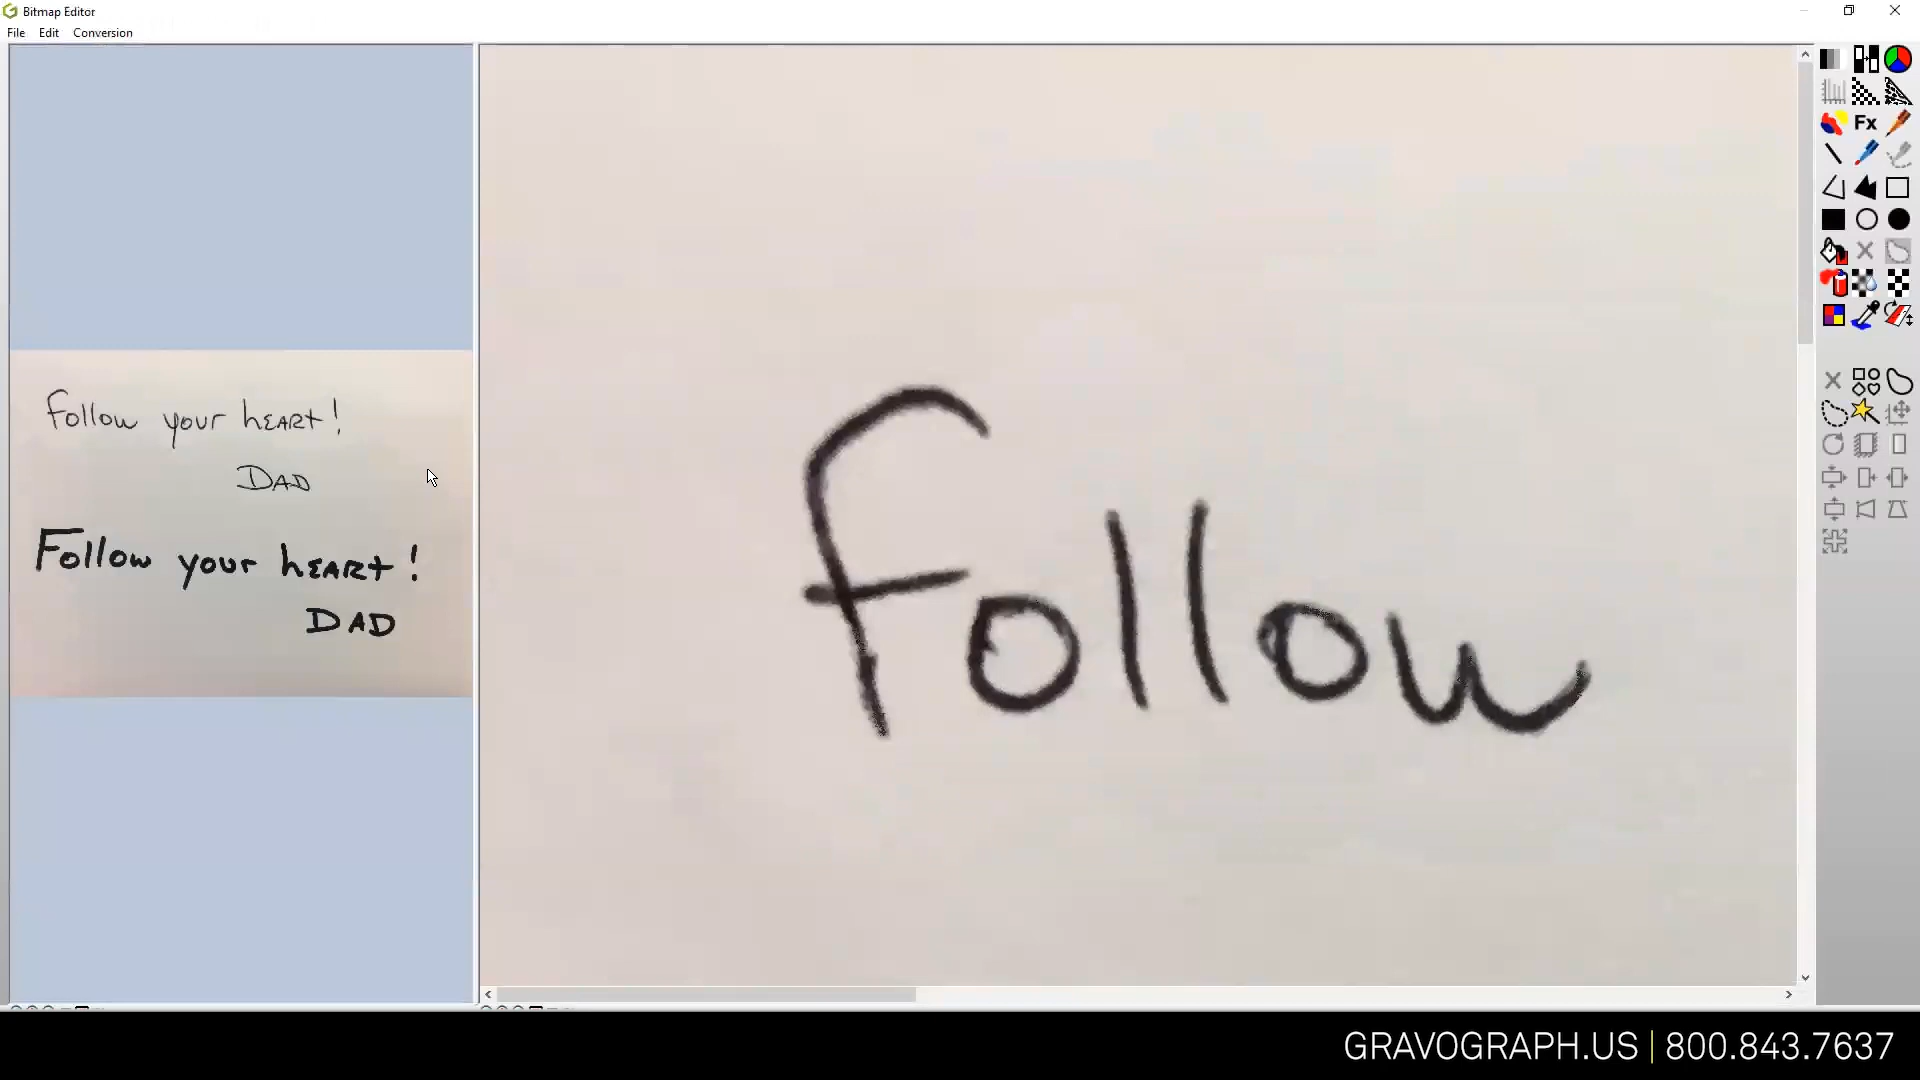 Bitmap Editor
File Edit Conversion
Follow your hEARt!
DAD
Follow your hEARt!
DAD
Follow
Fx
GRAVOGRAPH.US | 800.843.7637